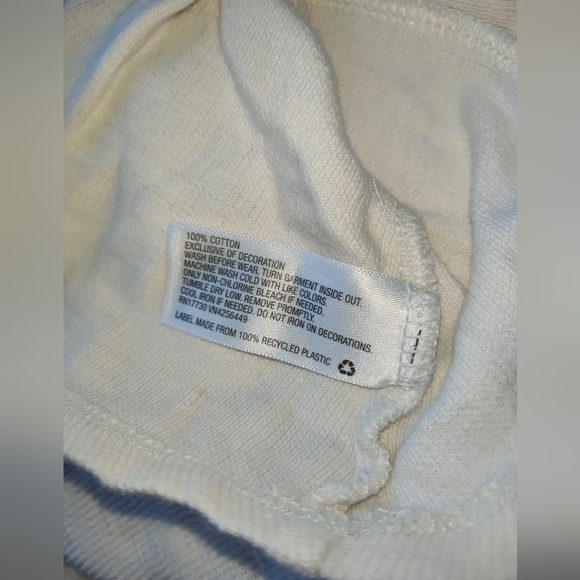 100% COTTON
EXCLUSIVE OF DECORATION
WASH BEFORE WEAR. TURN GARMENT INSIDE OUT.
MACHINE WASH COLD WITH LIKE COLORS.
ONLY NON-CHLORINE BLEACH IF NEEDED.
TUMBLE DRY LOW. REMOVE PROMPTLY.
COOL IRON IF NEEDED. DO NOT IRON ON DECORATIONS.
RN17730 VN4256449
LABEL MADE FROM 100% RECYCLED PLASTIC